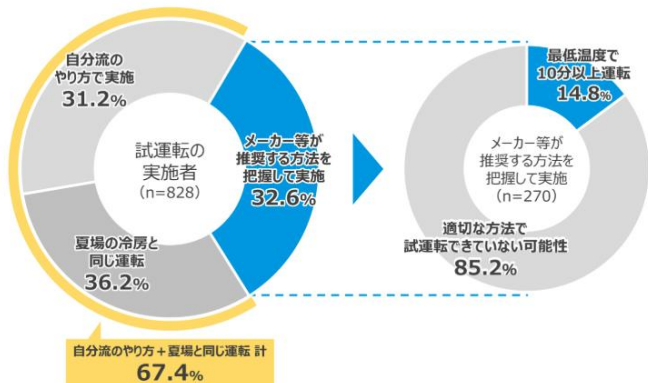 自分流の
やり方で実施
31.2%
試運転の
実施者
(n=828)
メーカー等が
推奨する方法を
把握して実施
32.6%
夏場の冷房と
同じ運転
36.2%
自分流のやり方+夏場と同じ運転 計
67.4%
最低温度で
10分以上運転
14.8%
メーカー等が
推奨する方法を
把握して実施
(n=270)
適切な方法で
試運転できていない可能性
85.2%